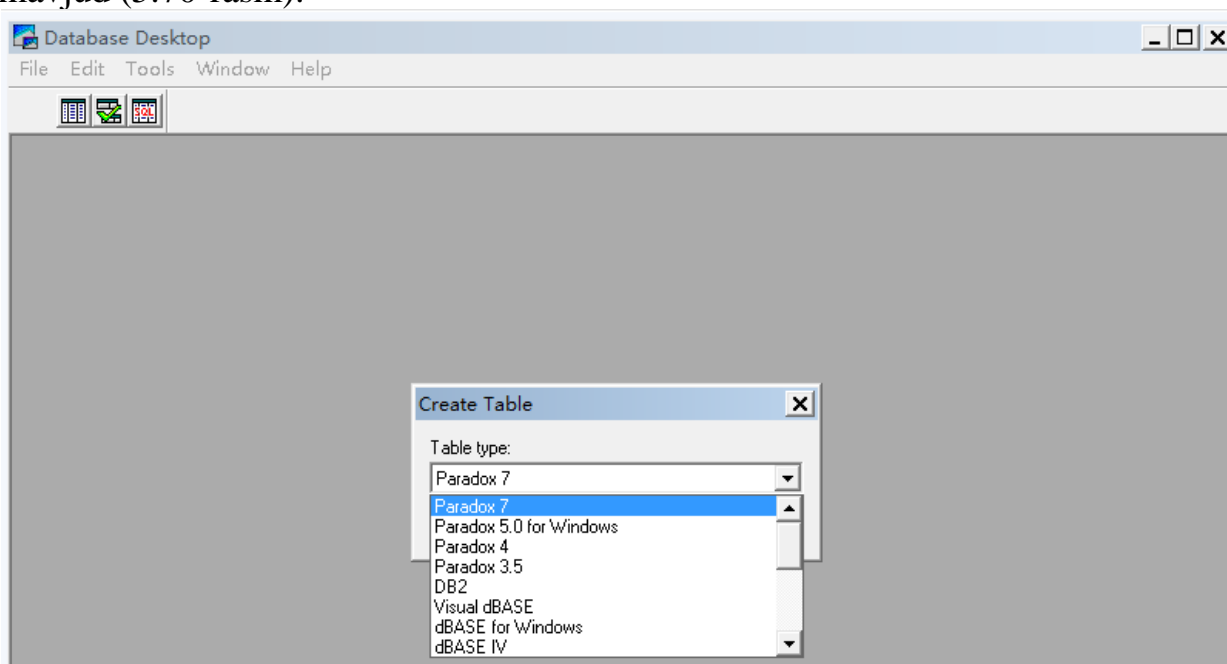 Database Desktop
File Edit Tools Window Help
SQL
Create Table
Table type:
Paradox 7
Paradox 7
Paradox 5.0 for Windows
Paradox 4
Paradox 3.5
DB2
Visual dBASE
dBASE for Windows
dBASE IV